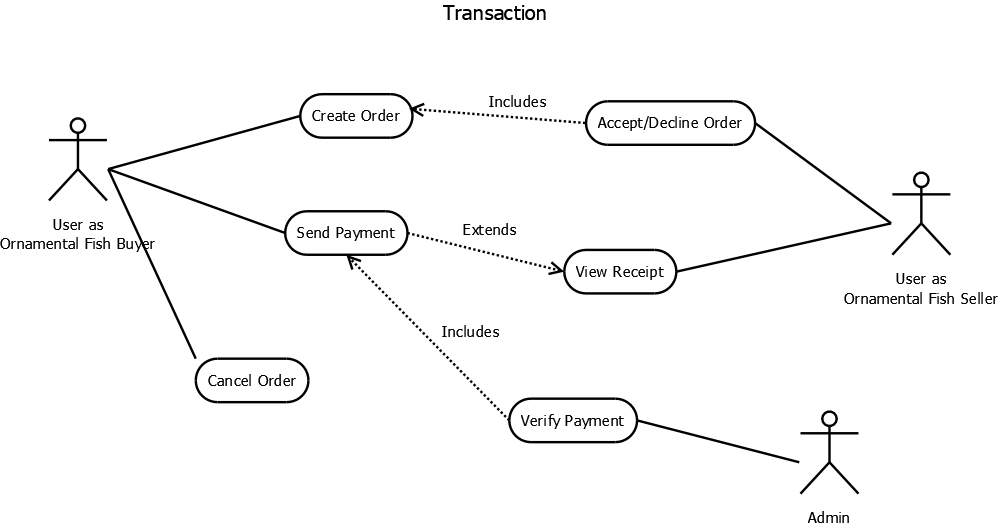 Transaction
Includes
Create Order
Accept/Decline Order
User as
Ornamental Fish Buyer
Send Payment
Extends
View Receipt
User as
Ornamental Fish Seller
Includes
Cancel Order
Verify Payment
Admin